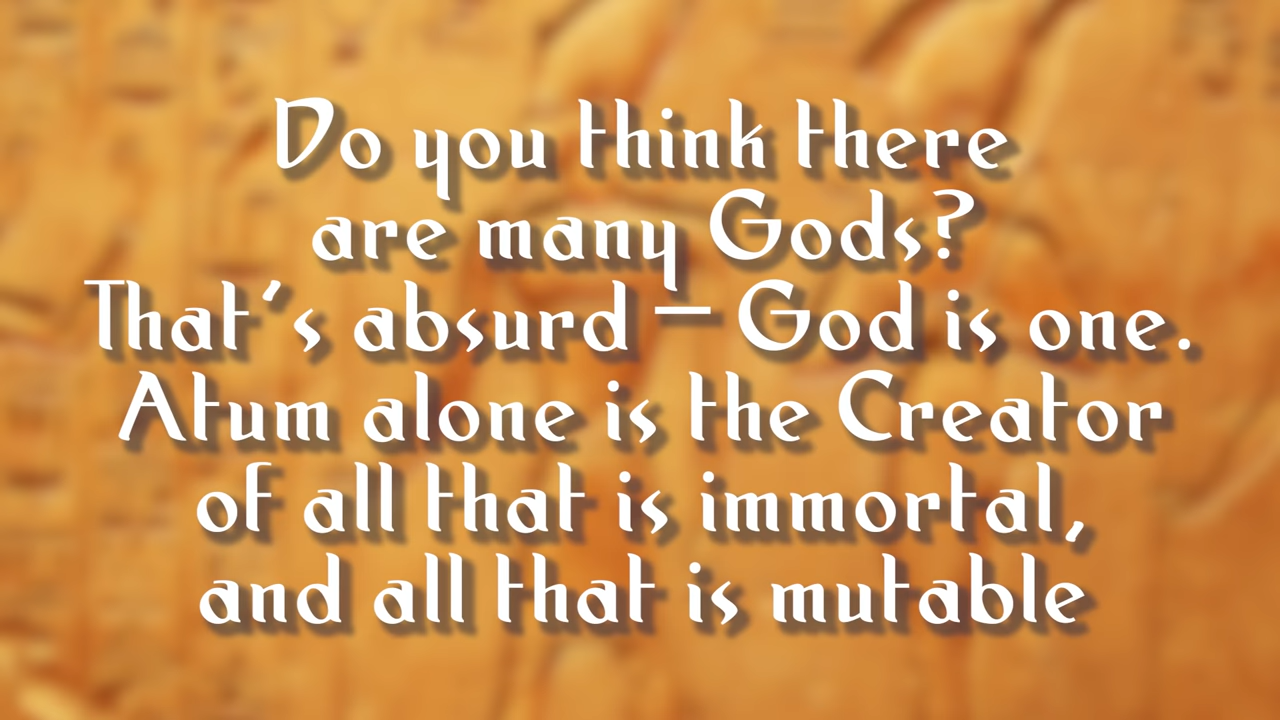 Do you think there
are many Gods?
That's absurd – God is one.
Atum alone is the Creator
of all that is immortal,
and all that is mutable